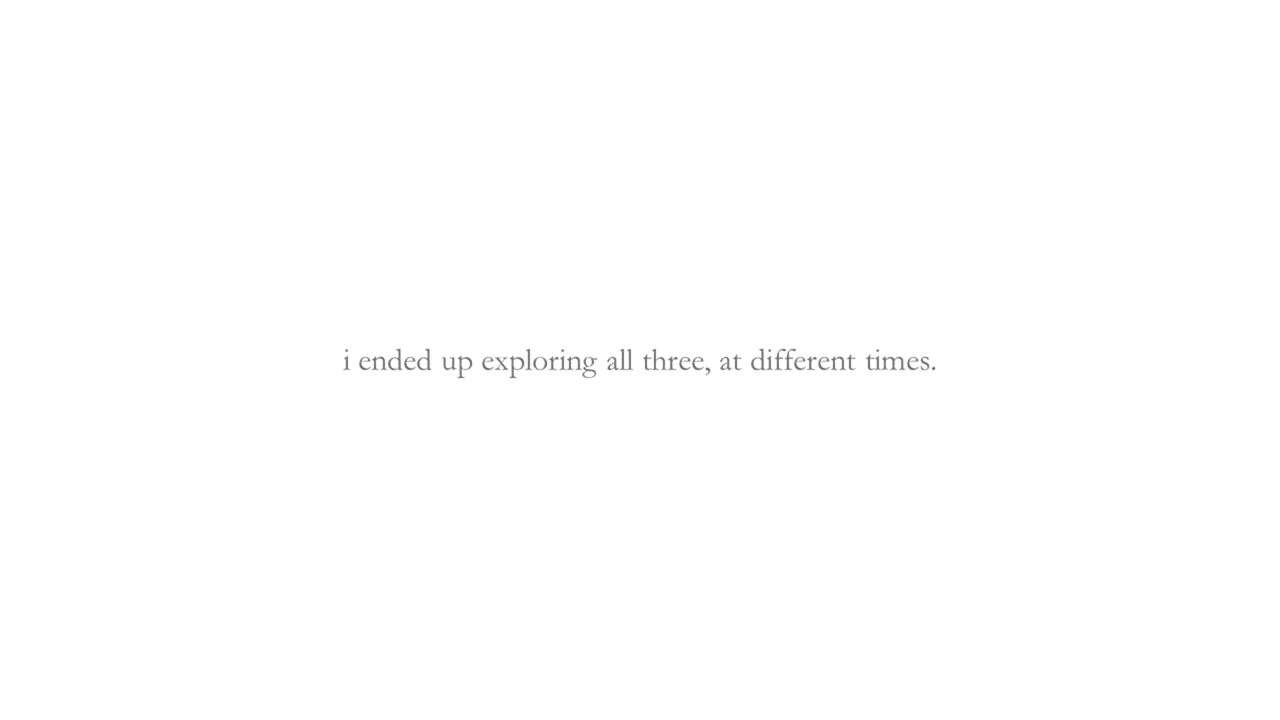 i ended up exploring all three, at different times.